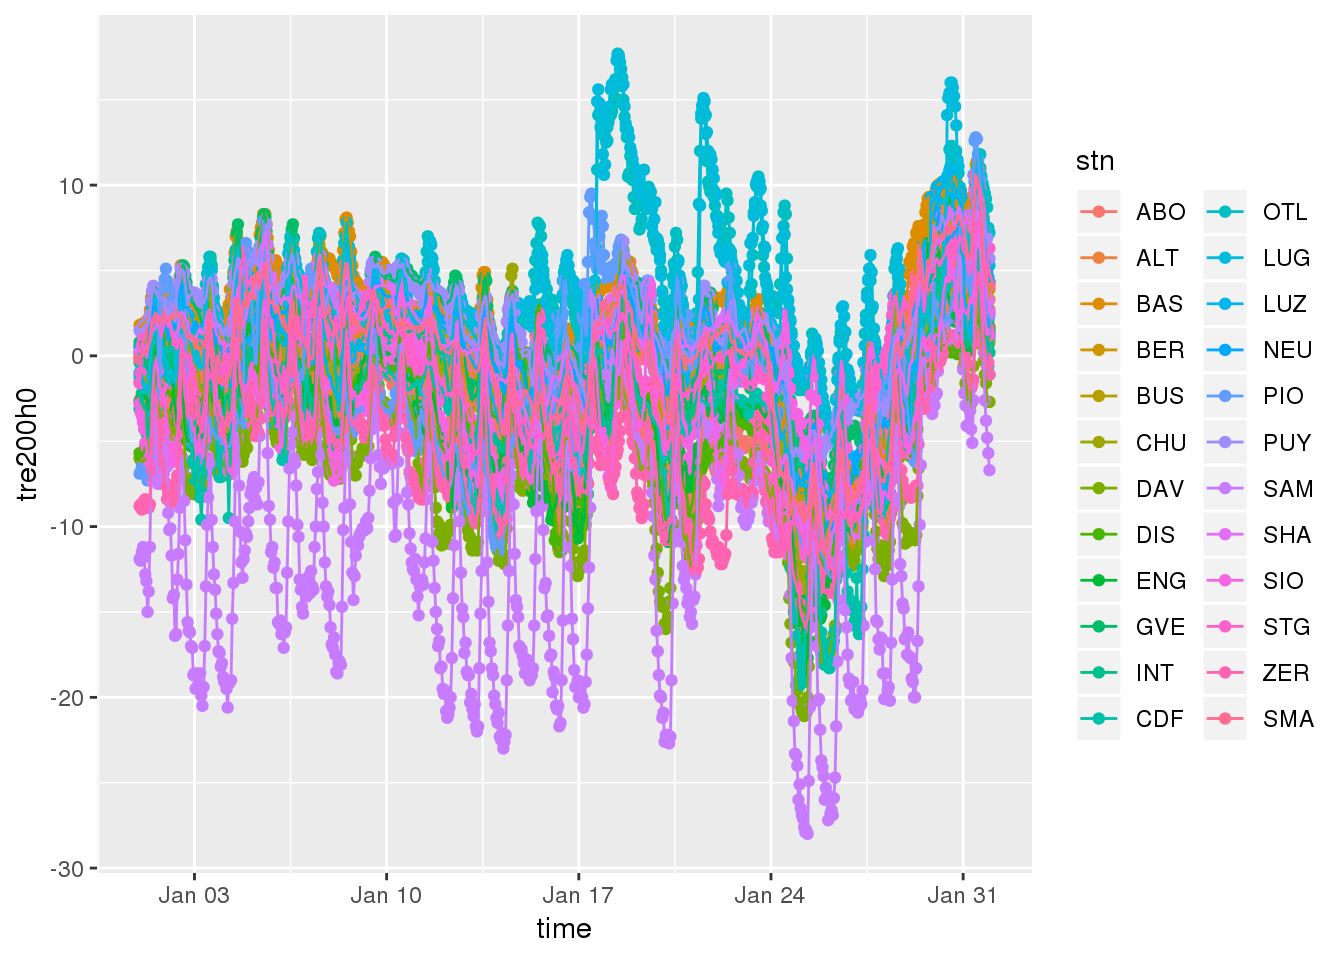 tre200h0
10
0
-10
-20
-30
Jan 03
Jan 10
Jan 17
Jan 24
Jan 31
time
stn
ABO
ALT
BAS
BER
BUS
CHU
DAV
DIS
ENG
GVE
INT
CDF
OTL
LUG
LUZ
NEU
PIO
PUY
SAM
SHA
SIO
STG
ZER
SMA